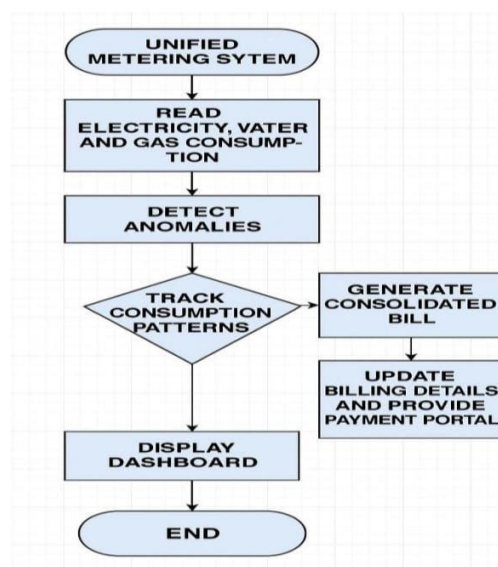 UNIFIED
METERING SYTEM
READ
ELECTRICITY, VATER
AND GAS CONSUMP-
TION
DETECT
ANOMALIES
TRACK
CONSUMPTION
PATTERNS
GENERATE
CONSOLIDATED
BILL
UPDATE
BILLING DETAILS
AND PROVIDE
PAYMENT PORTAL
DISPLAY
DASHBOARD
END